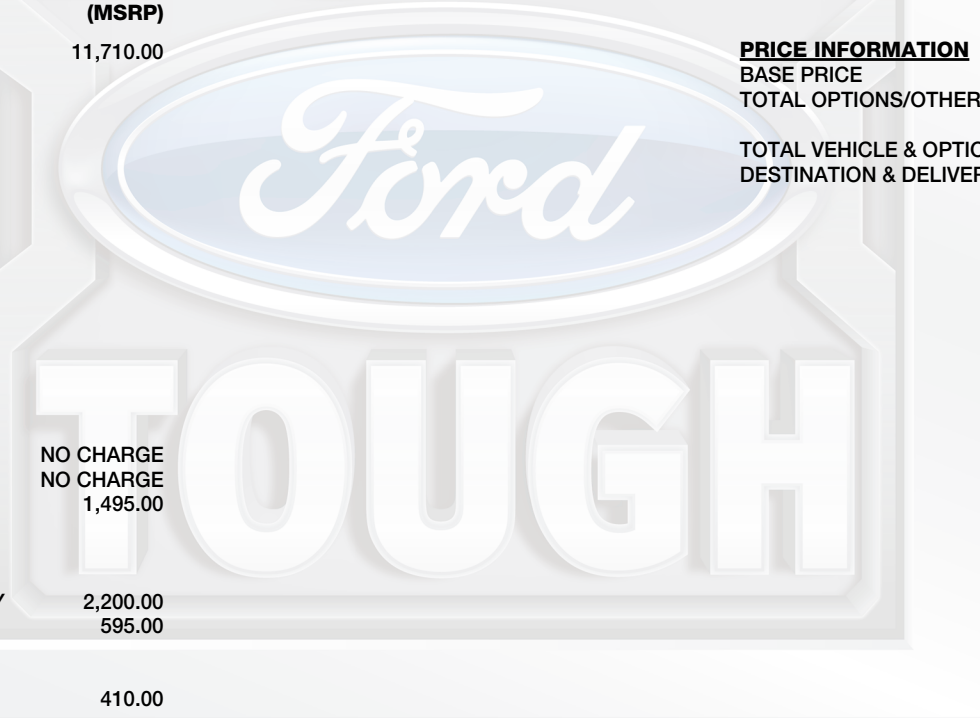 (MSRP)
11,710.00
NO CHARGE
NO CHARGE
1,495.00
2,200.00
595.00
410.00
PRICE INFORMATION
BASE PRICE
TOTAL OPTIONS/OTHER
TOTAL VEHICLE & OPTIO
DESTINATION & DELIVER
Ford
TOUGH